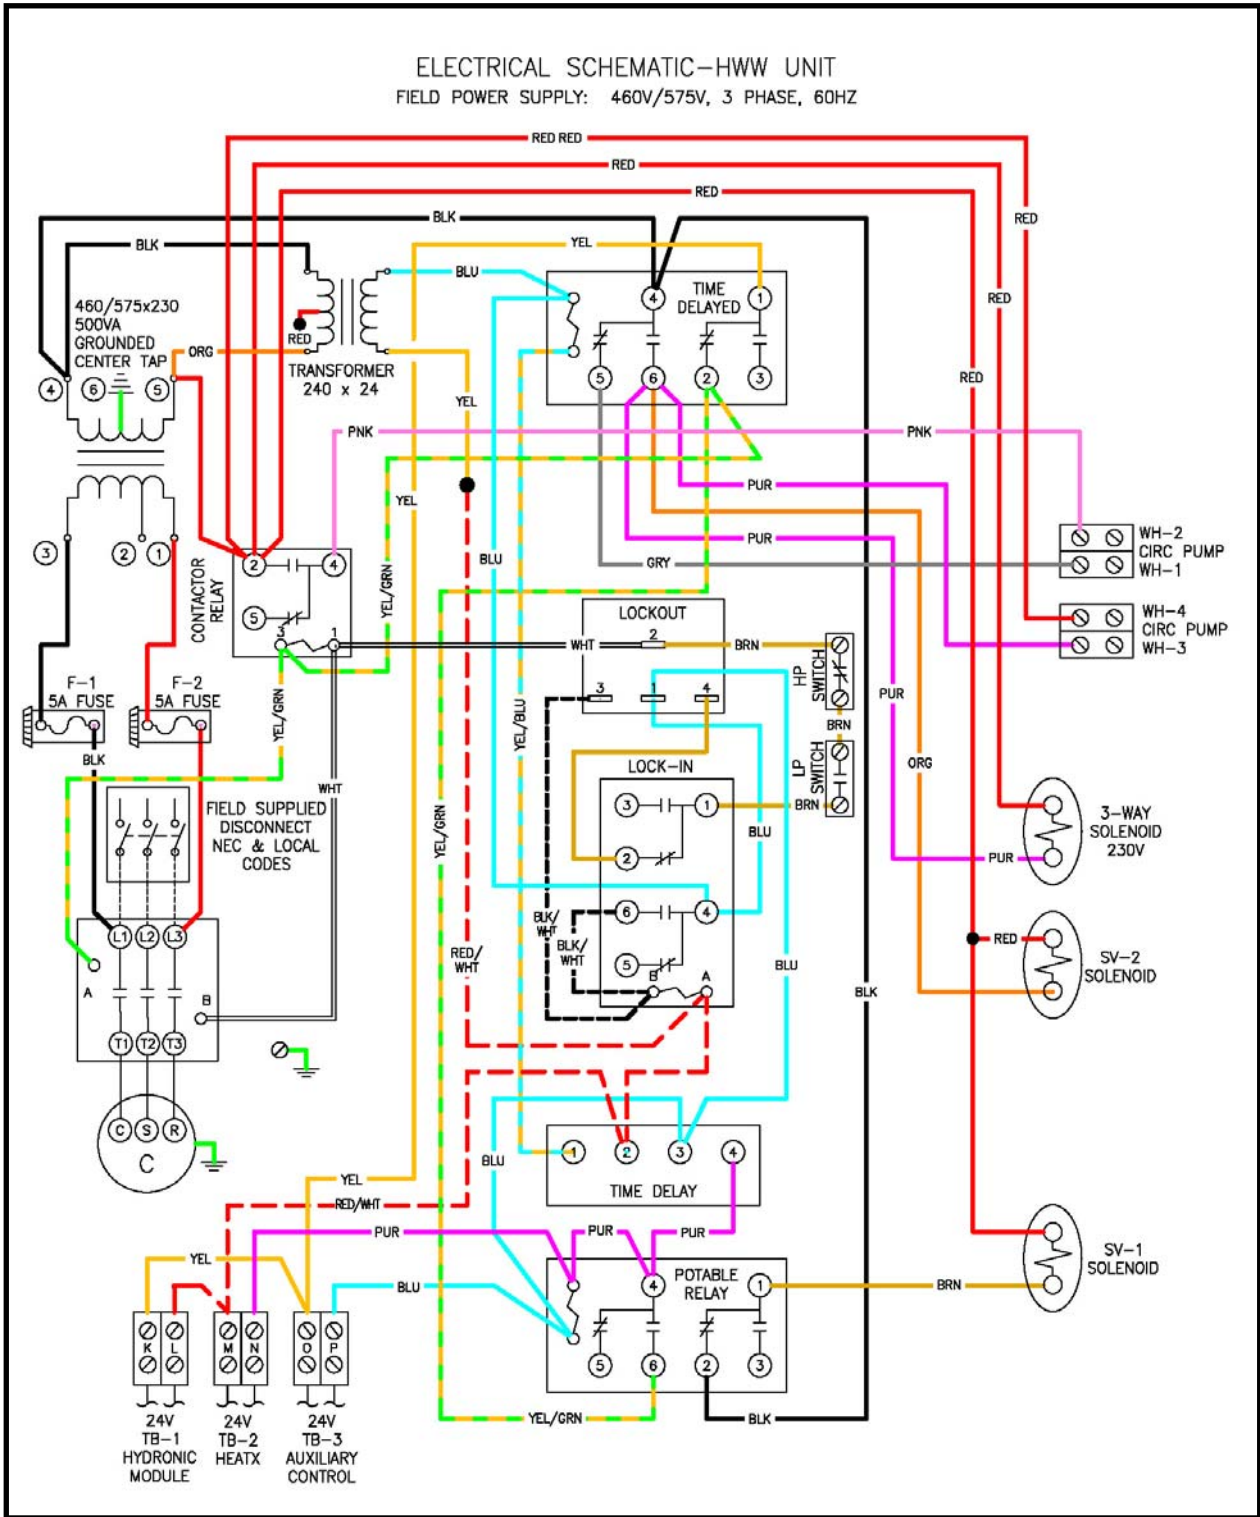 ELECTRICAL SCHEMATIC-HWW UNIT
FIELD POWER SUPPLY: 460V/575V, 3 PHASE, 60HZ
RED RED
RED
RED
RED
BLK
BLK
YEL
BLU
460/575x230
500VA
GROUNDED
CENTER TAP
RED
ORG
TRANSFORMER
240 x 24
TIME
DELAYED
4
1
5
6
2
3
4
6
5
RED
YEL
RED
PNK
PNK
YEL
PUR
3
2
1
CONTACTOR
RELAY
2
4
5
3
1
YEL/GRN
BLU
PUR
GRY
WH-2
CIRC PUMP
WH-1
WH-4
CIRC PUMP
WH-3
LOCKOUT
WHT
2
BRN
3
1
4
HP
SWITCH
BRN
LP
SWITCH
BRN
F-1
5A FUSE
F-2
5A FUSE
BLK
YEL/GRN
WHT
YEL/BLU
PUR
ORG
LOCK-IN
3
1
2
6
4
5
B
A
BLU
FIELD SUPPLIED
DISCONNECT
NEC & LOCAL
CODES
YEL/GRN
3-WAY
SOLENOID
230V
PUR
L1
L2
L3
A
B
T1
T2
T3
C
S
R
C
RED/
WHT
BLK/
WHT
BLK/
WHT
BLU
BLK
RED
SV-2
SOLENOID
1
2
3
4
TIME DELAY
BLU
YEL
RED/WHT
PUR
PUR
PUR
YEL
BLU
POTABLE
RELAY
4
1
5
6
2
3
BRN
SV-1
SOLENOID
K
L
M
N
O
P
YEL/GRN
BLK
24V
TB-1
HYDRONIC
MODULE
24V
TB-2
HEATX
24V
TB-3
AUXILIARY
CONTROL